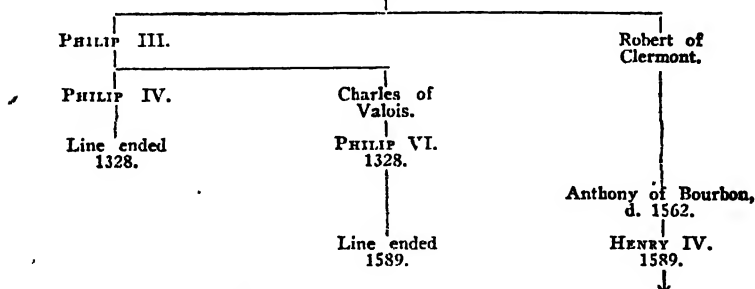 PHILIP III.
Robert of
Clermont.
PHILIP IV.
Charles of
Valois.
Line ended
1328.
PHILIP VI.
1328.
Anthony of Bourbon,
d. 1562.
Line ended
1589.
HENRY IV.
1589.